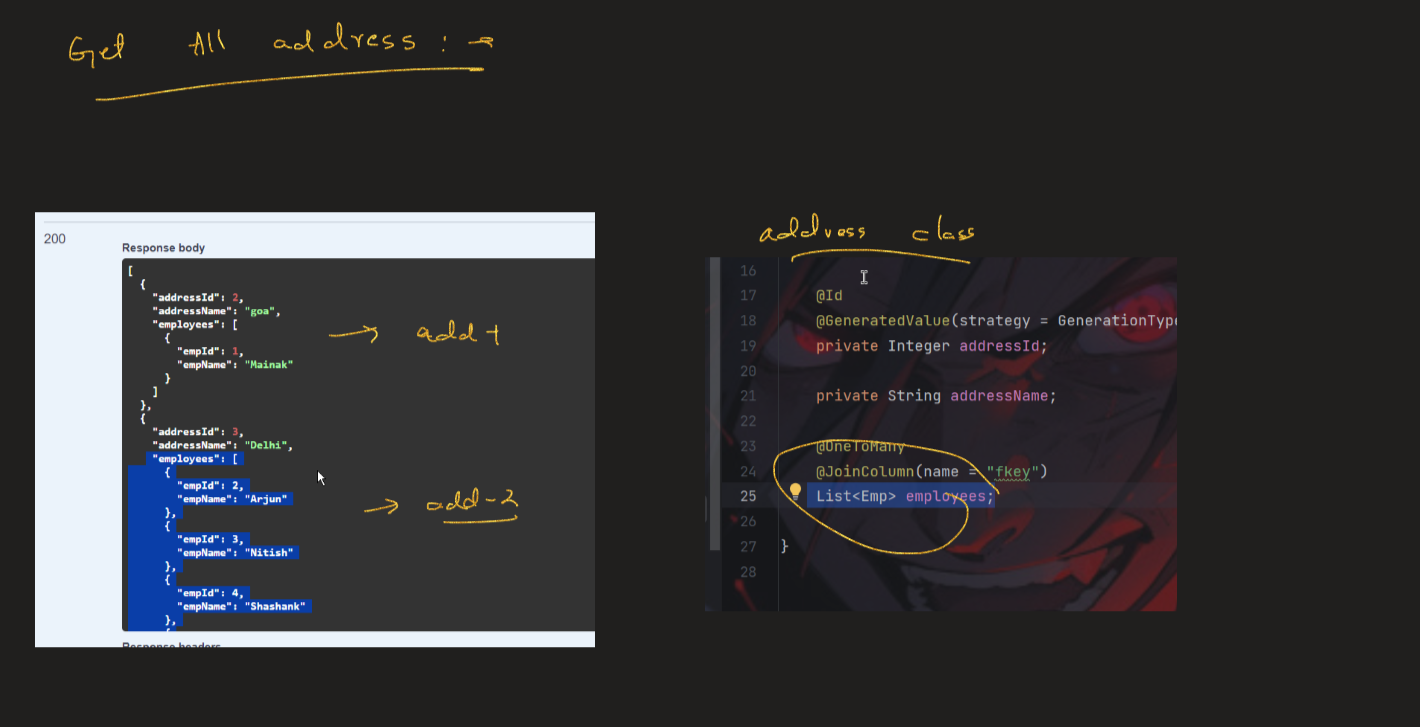 Get All address : →
200
Response body
[
{
"addressId": 2,
"addressName": "goa",
"employees": [
{
"empId": 1,
"empName": "Mainak"
}
]
},
{
"addressId": 3,
"addressName": "Delhi",
"employees": [
{
"empId": 2,
"empName": "Arjun"
},
{
"empId": 3,
"empName": "Nitish"
},
{
"empId": 4,
"empName": "Shashank"
},
Response headers
→ add 1
→ add-2
address class
16
17 @Id
18 @GeneratedValue(strategy = GenerationType
19 private Integer addressId;
20
21 private String addressName;
22
23 @OneToMany
24 @JoinColumn(name = "fkey")
25 List<Emp> employees;
26
27 }
28